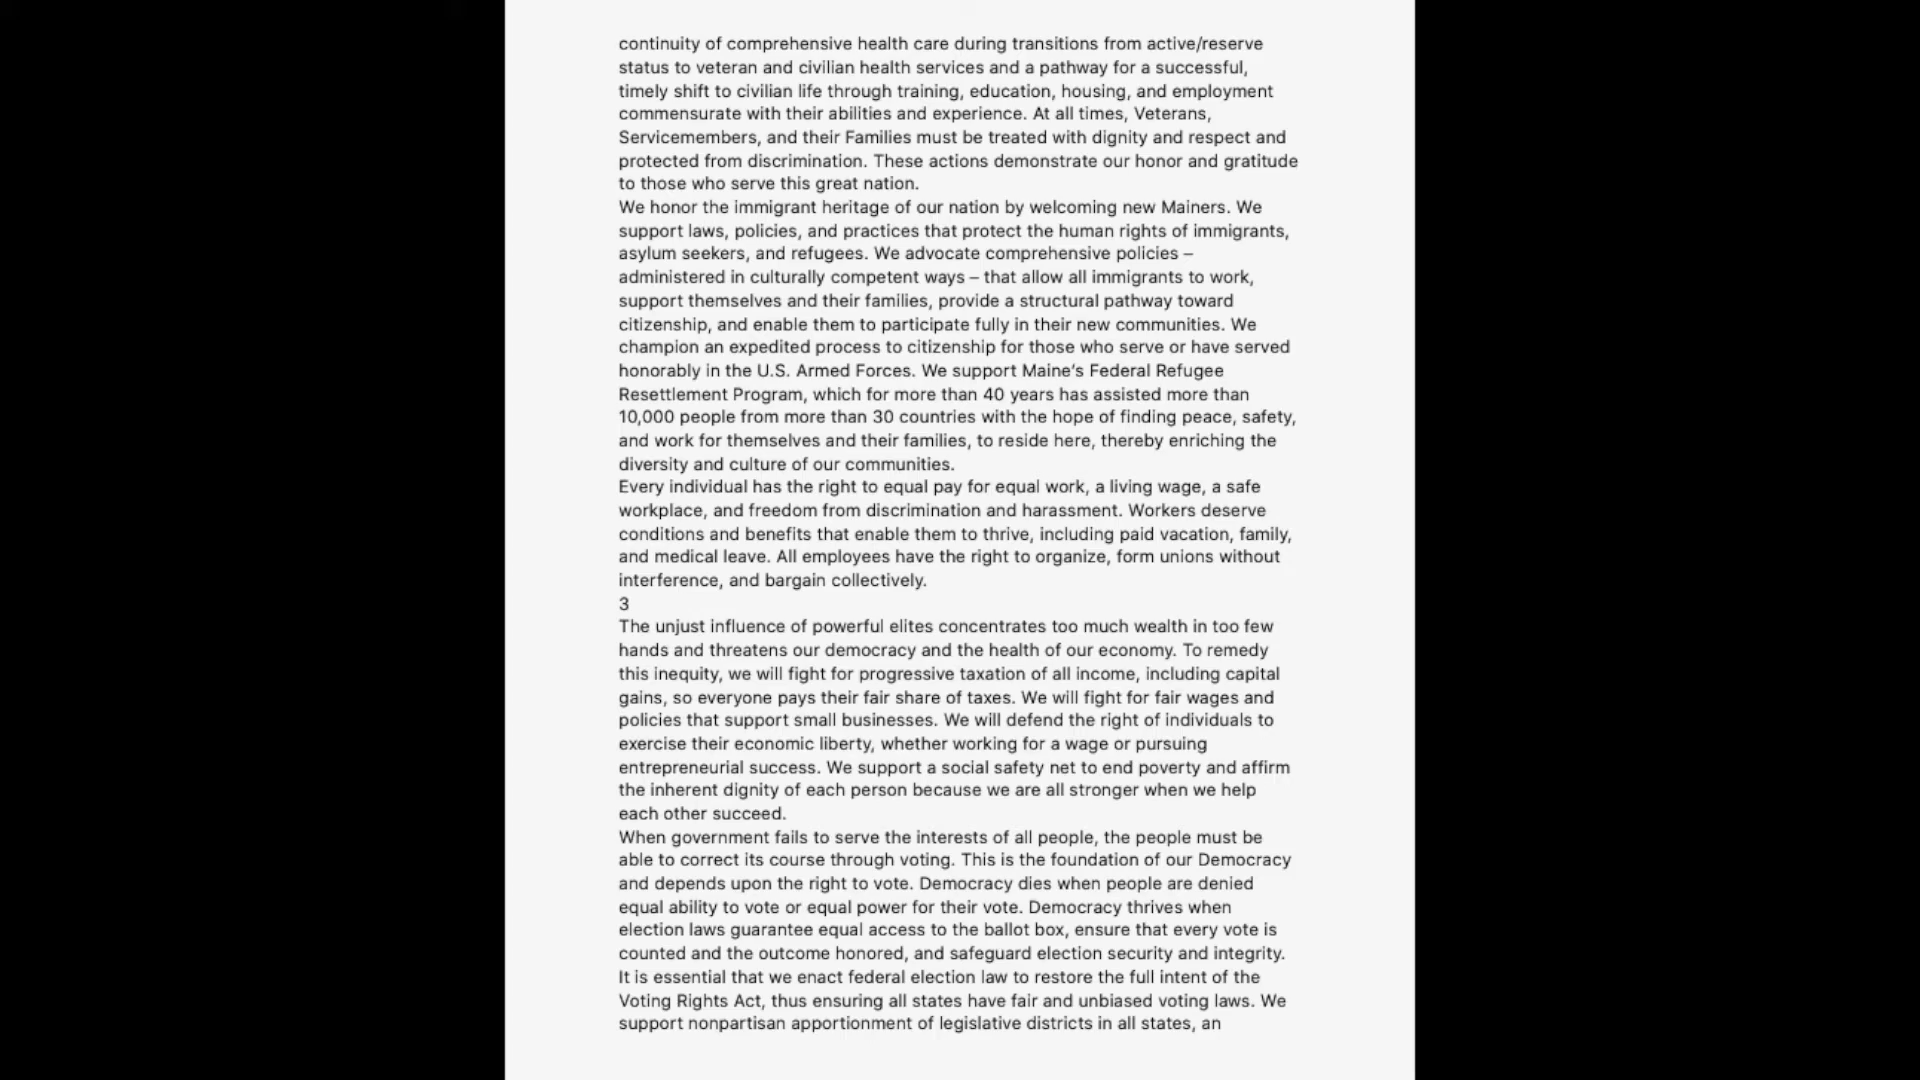 continuity of comprehensive health care during transitions from active/reserve
status to veteran and civilian health services and a pathway for a successful,
timely shift to civilian life through training, education, housing, and employment
commensurate with their abilities and experience. At all times, Veterans,
Servicemembers, and their Families must be treated with dignity and respect and
protected from discrimination. These actions demonstrate our honor and gratitude
to those who serve this great nation.
We honor the immigrant heritage of our nation by welcoming new Mainers. We
support laws, policies, and practices that protect the human rights of immigrants,
asylum seekers, and refugees. We advocate comprehensive policies –
administered in culturally competent ways – that allow all immigrants to work,
support themselves and their families, provide a structural pathway toward
citizenship, and enable them to participate fully in their new communities. We
champion an expedited process to citizenship for those who serve or have served
honorably in the U.S. Armed Forces. We support Maine’s Federal Refugee
Resettlement Program, which for more than 40 years has assisted more than
10,000 people from more than 30 countries with the hope of finding peace, safety,
and work for themselves and their families, to reside here, thereby enriching the
diversity and culture of our communities.
Every individual has the right to equal pay for equal work, a living wage, a safe
workplace, and freedom from discrimination and harassment. Workers deserve
conditions and benefits that enable them to thrive, including paid vacation, family,
and medical leave. All employees have the right to organize, form unions without
interference, and bargain collectively.
3
The unjust influence of powerful elites concentrates too much wealth in too few
hands and threatens our democracy and the health of our economy. To remedy
this inequity, we will fight for progressive taxation of all income, including capital
gains, so everyone pays their fair share of taxes. We will fight for fair wages and
policies that support small businesses. We will defend the right of individuals to
exercise their economic liberty, whether working for a wage or pursuing
entrepreneurial success. We support a social safety net to end poverty and affirm
the inherent dignity of each person because we are all stronger when we help
each other succeed.
When government fails to serve the interests of all people, the people must be
able to correct its course through voting. This is the foundation of our Democracy
and depends upon the right to vote. Democracy dies when people are denied
equal ability to vote or equal power for their vote. Democracy thrives when
election laws guarantee equal access to the ballot box, ensure that every vote is
counted and the outcome honored, and safeguard election security and integrity.
It is essential that we enact federal election law to restore the full intent of the
Voting Rights Act, thus ensuring all states have fair and unbiased voting laws. We
support nonpartisan apportionment of legislative districts in all states, an